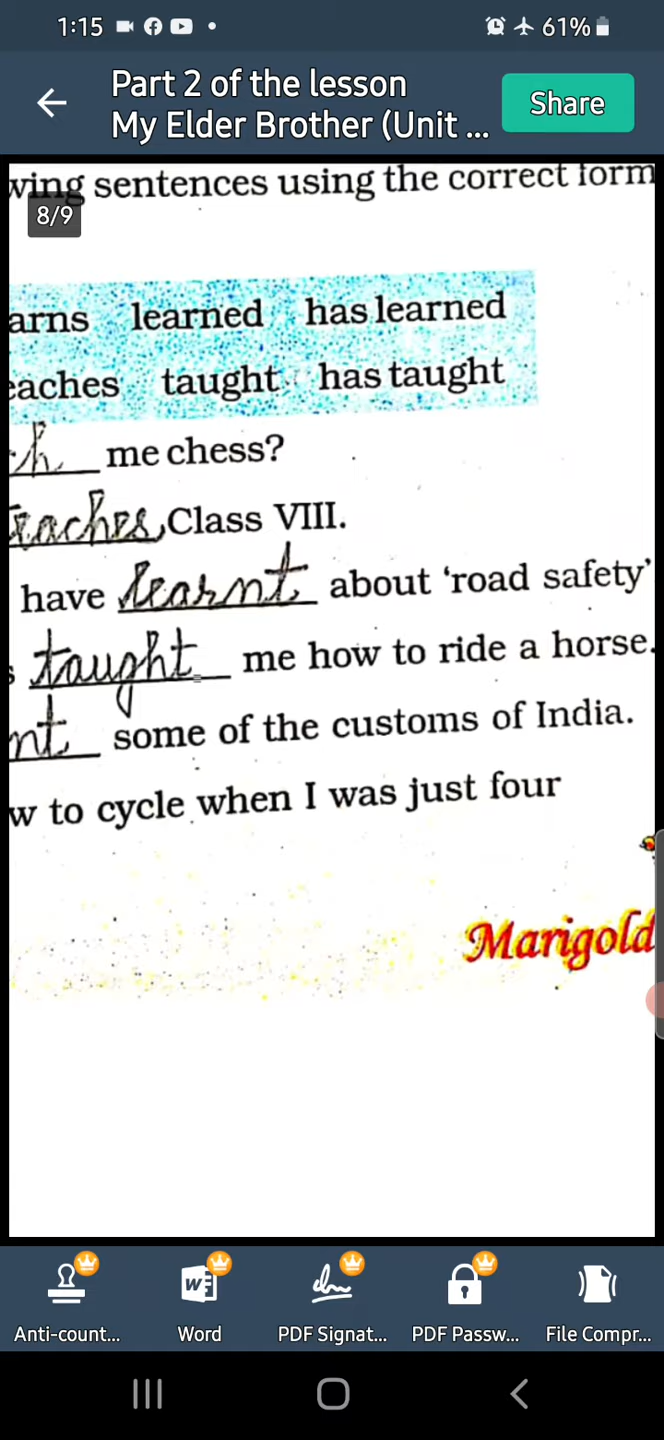 1:15 61%
Part 2 of the lesson
My Elder Brother (Unit ...
Share
wing sentences using the correct form
8/9
arns learned has learned
eaches taught has taught
h me chess?
eaches Class VIII.
have learnt about ‘road safety’
s taught me how to ride a horse.
nt some of the customs of India.
w to cycle when I was just four
Marigold
Anti-count... Word PDF Signat... PDF Passw... File Compr...